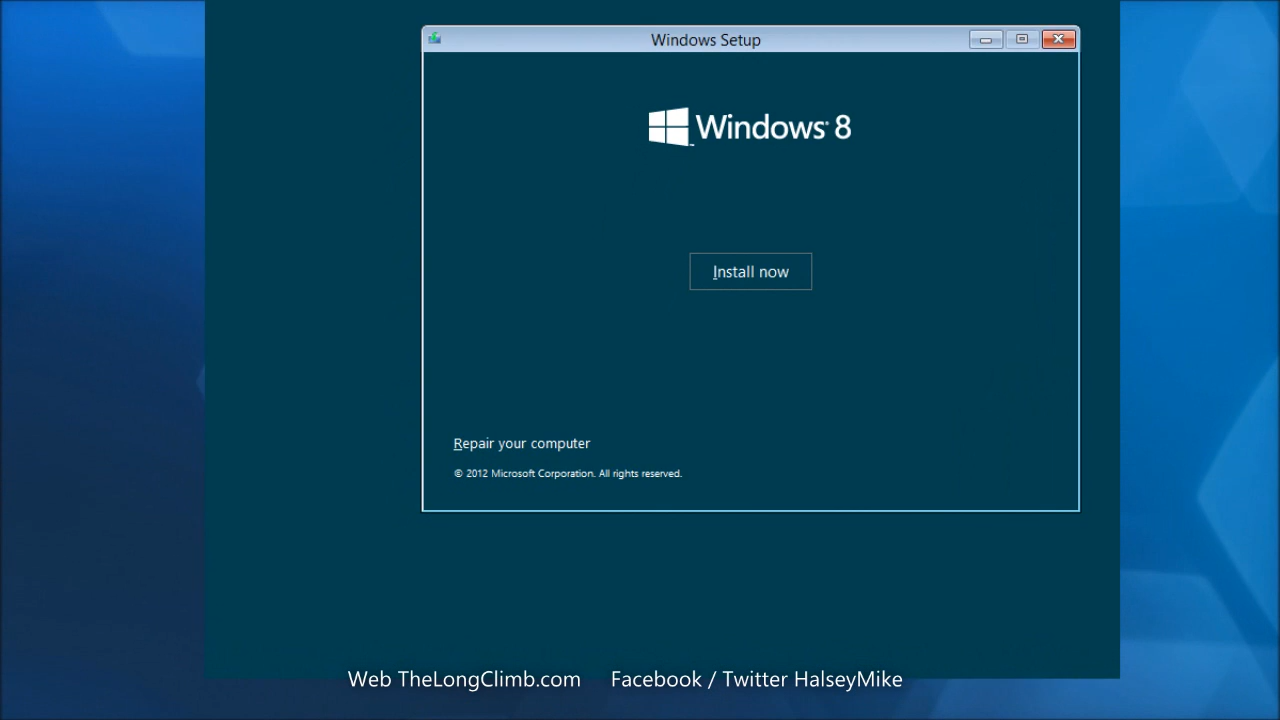 Windows Setup
Windows 8
Install now
Repair your computer
© 2012 Microsoft Corporation. All rights reserved.
Web TheLongClimb.com Facebook / Twitter HalseyMike